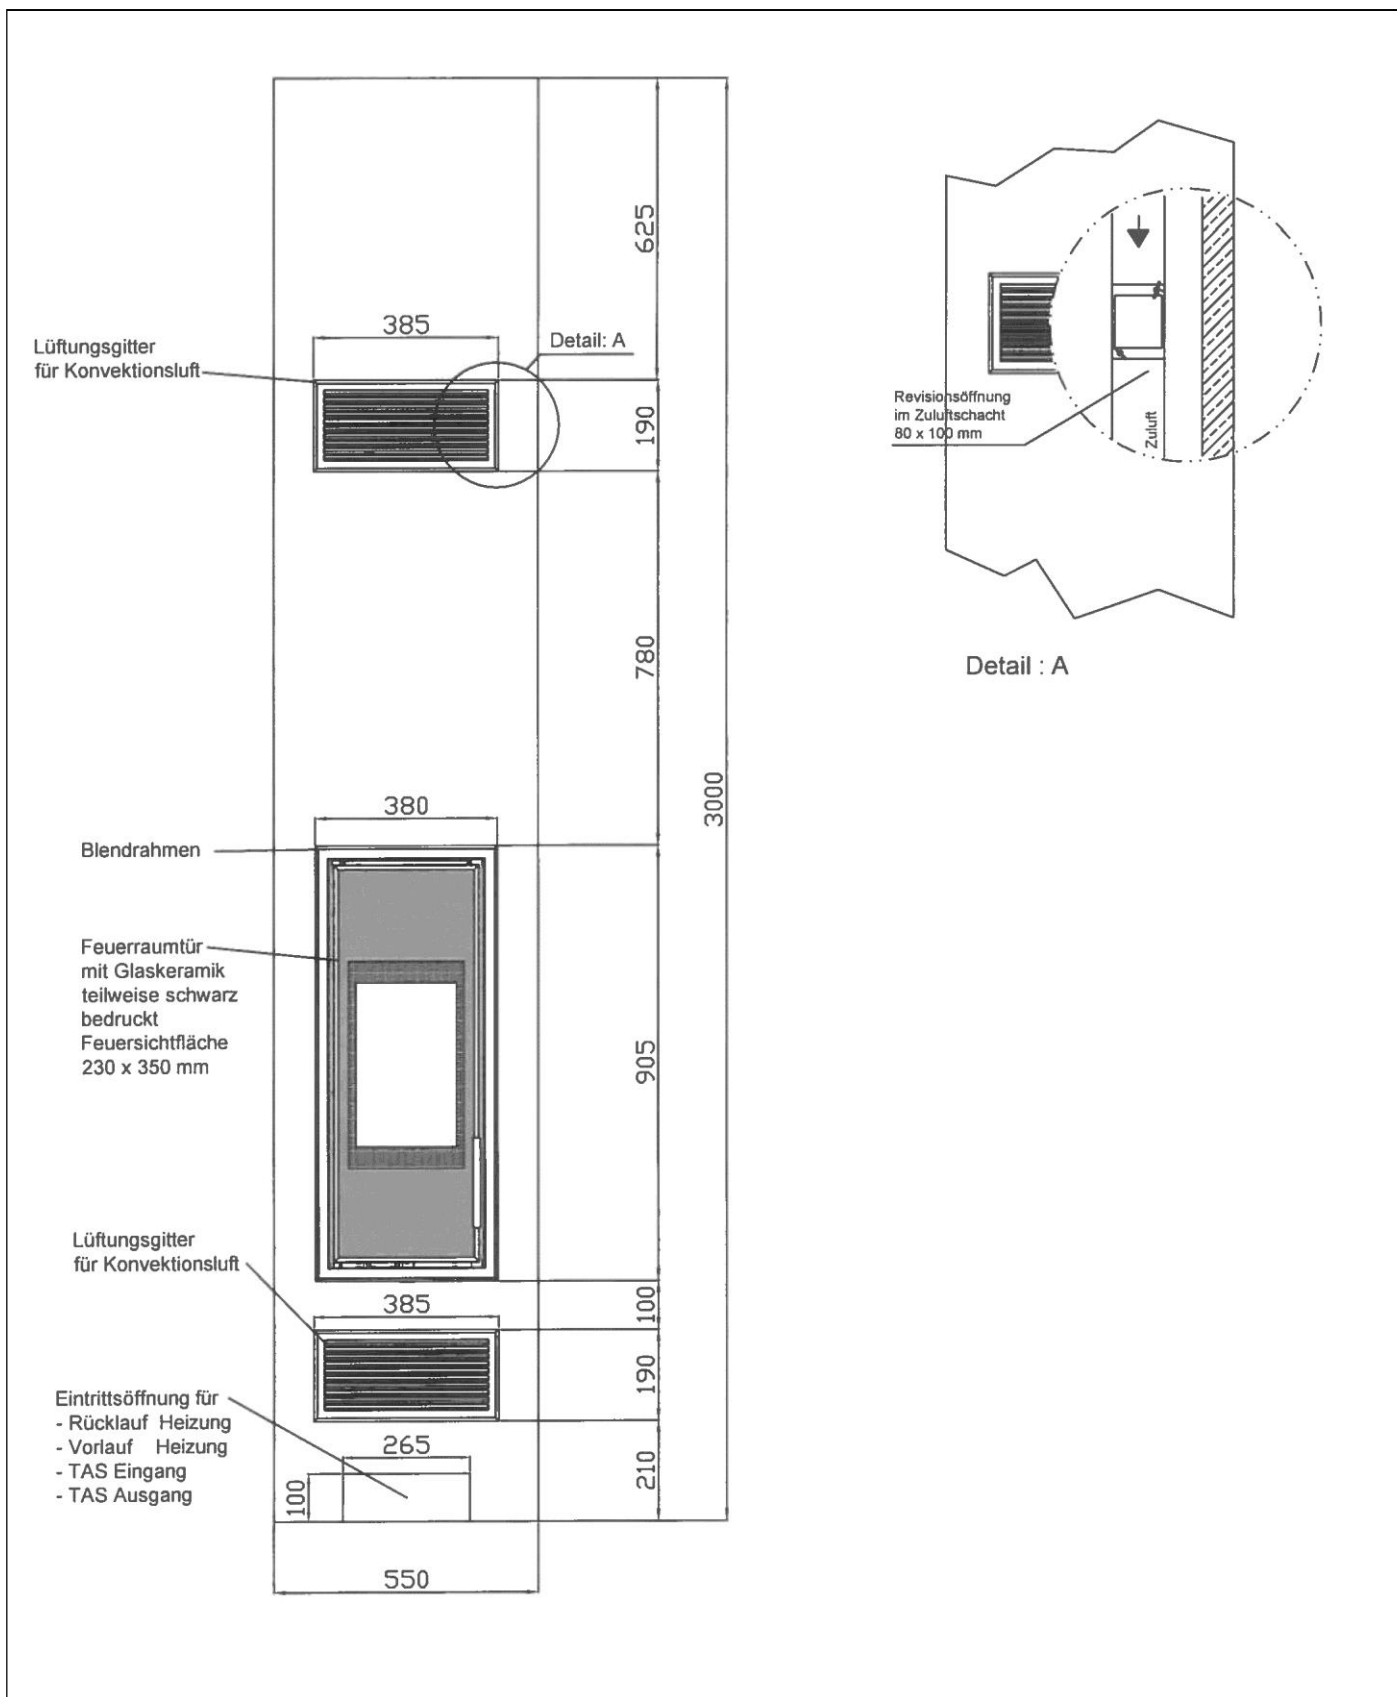 625
385
Detail: A
Lüftungsgitter
für Konvektionsluft
190
780
3000
380
Blendrahmen
Feuerraumtür
mit Glaskeramik
teilweise schwarz
bedruckt
Feuersichtfläche
230 x 350 mm
905
Lüftungsgitter
für Konvektionsluft
100
385
190
Eintrittsöffnung für
- Rücklauf Heizung
- Vorlauf Heizung
- TAS Eingang
- TAS Ausgang
265
100
210
550
Revisionsöffnung
im Zuluftschacht
80 x 100 mm
Zuluft
Detail : A